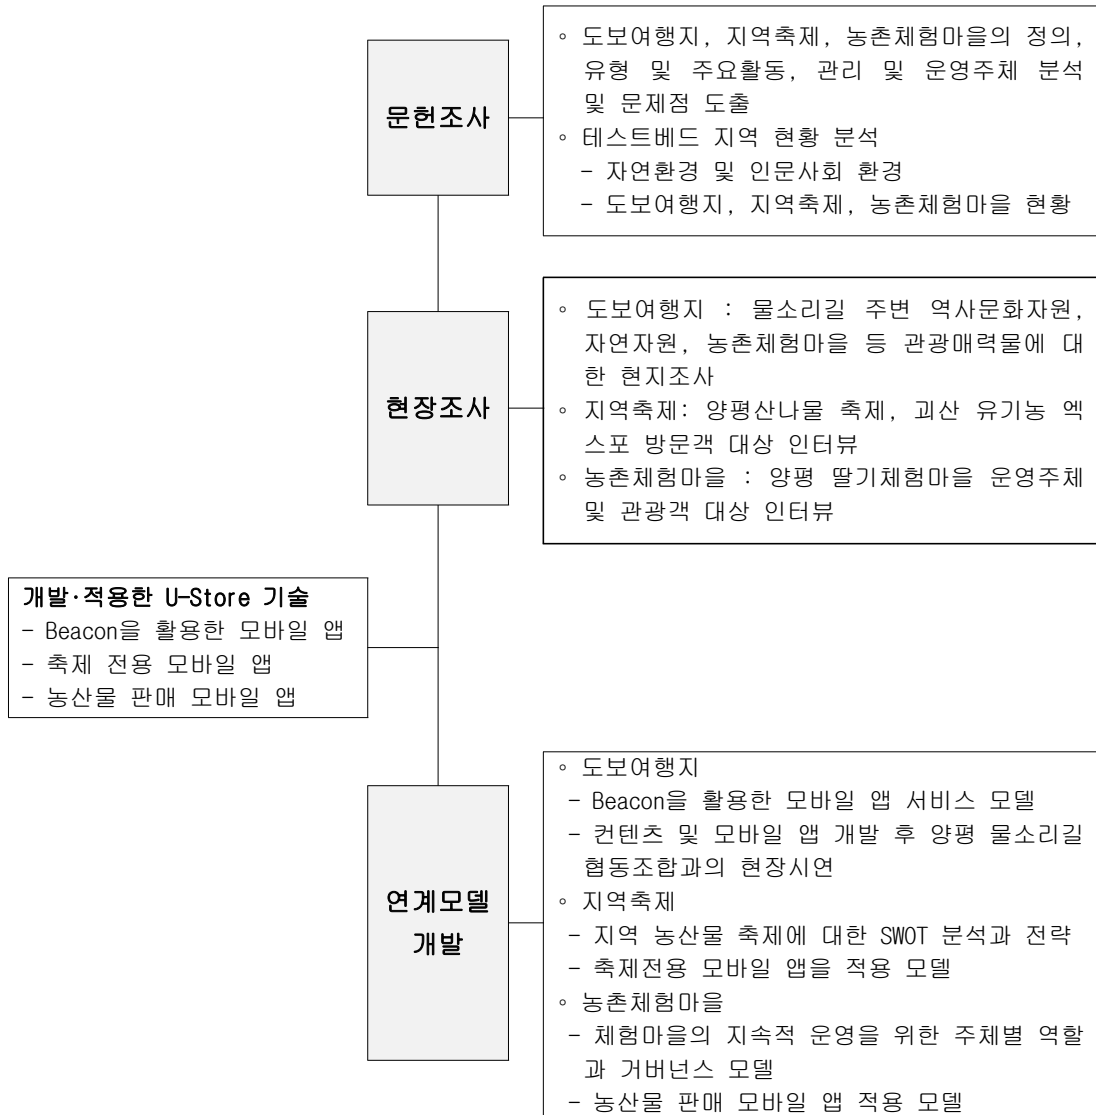 문헌조사
◦ 도보여행지, 지역축제, 농촌체험마을의 정의,
유형 및 주요활동, 관리 및 운영주체 분석
및 문제점 도출
◦ 테스트베드 지역 현황 분석
- 자연환경 및 인문사회 환경
- 도보여행지, 지역축제, 농촌체험마을 현황
현장조사
◦ 도보여행지 : 물소리길 주변 역사문화자원,
자연자원, 농촌체험마을 등 관광매력물에 대
한 현지조사
◦ 지역축제: 양평산나물 축제, 괴산 유기농 엑
스포 방문객 대상 인터뷰
◦ 농촌체험마을 : 양평 딸기체험마을 운영주체
및 관광객 대상 인터뷰
개발·적용한 U-Store 기술
- Beacon을 활용한 모바일 앱
- 축제 전용 모바일 앱
- 농산물 판매 모바일 앱
연계모델
개발
◦ 도보여행지
- Beacon을 활용한 모바일 앱 서비스 모델
- 컨텐츠 및 모바일 앱 개발 후 양평 물소리길
협동조합과의 현장시연
◦ 지역축제
- 지역 농산물 축제에 대한 SWOT 분석과 전략
- 축제전용 모바일 앱을 적용 모델
◦ 농촌체험마을
- 체험마을의 지속적 운영을 위한 주체별 역할
과 거버넌스 모델
- 농산물 판매 모바일 앱 적용 모델